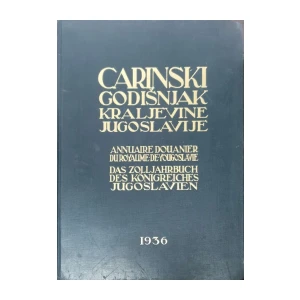 CARINSKI
GODIŠNJAK
KRALJEVINE
JUGOSLAVIJE
ANNUAIRE DOUANIER
DU ROYAUME DE YOUGOSLAVIE
DAS ZOLLJAHRBUCH
DES KÖNIGREICHES
JUGOSLAVIEN
1936